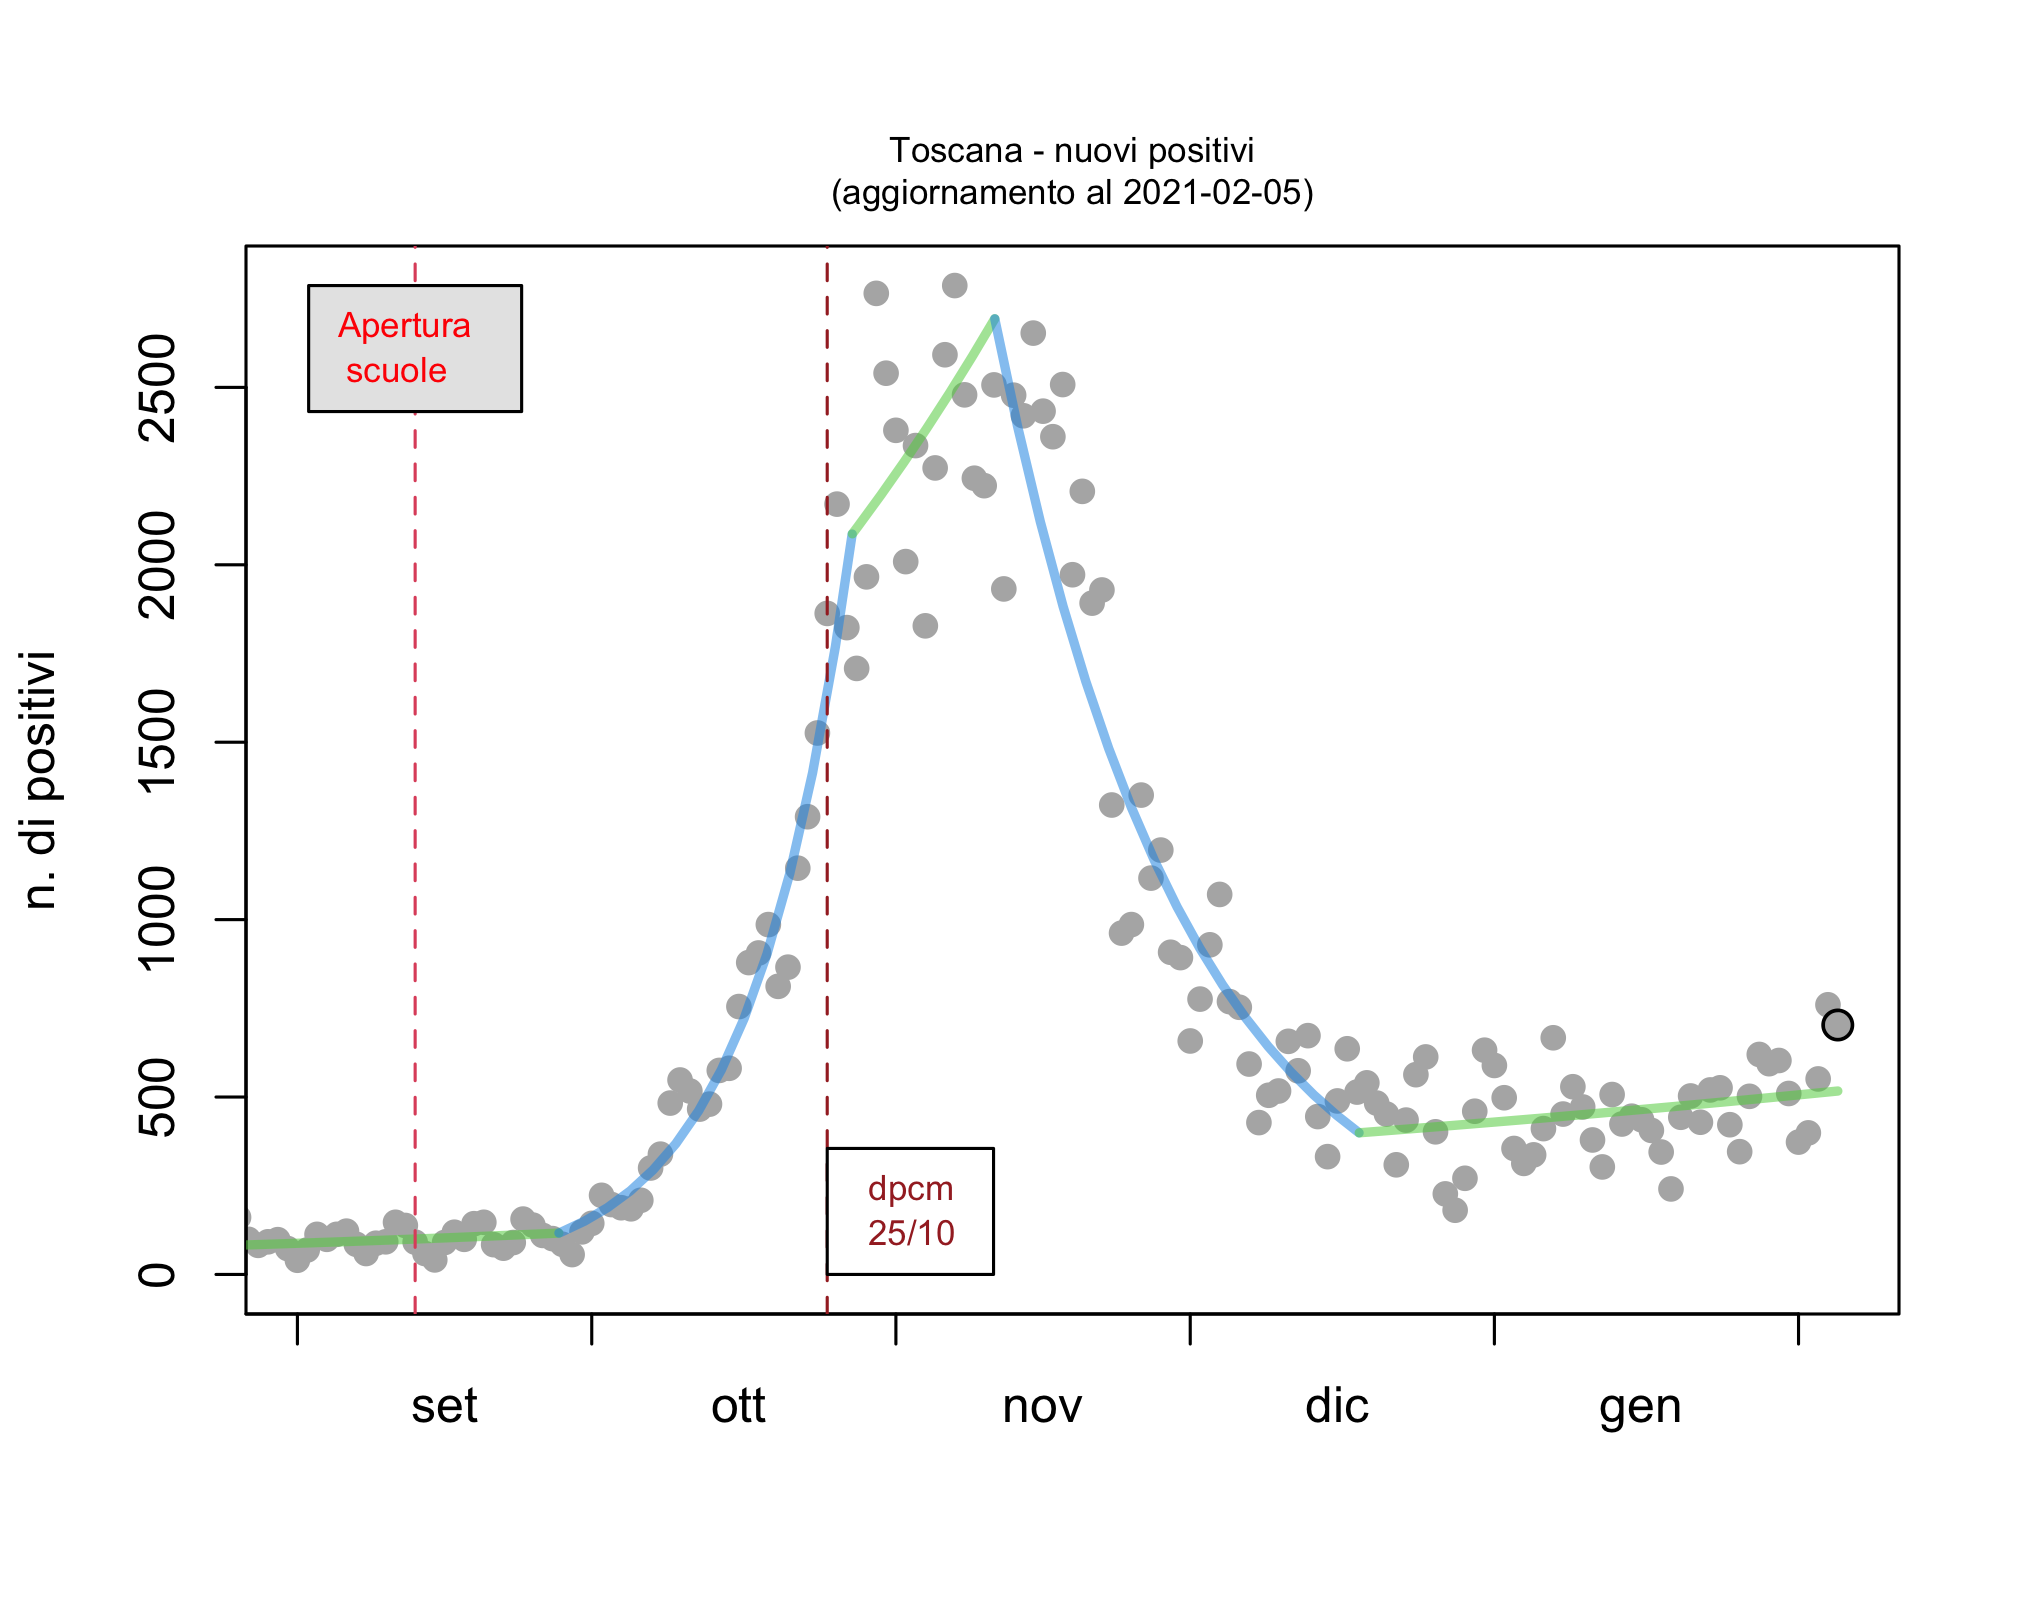 Toscana - nuovi positivi
(aggiornamento al 2021-02-05)
Apertura
scuole
n. di positivi
2500
2000
1500
1000
500
0
dpcm
25/10
set ott nov dic gen